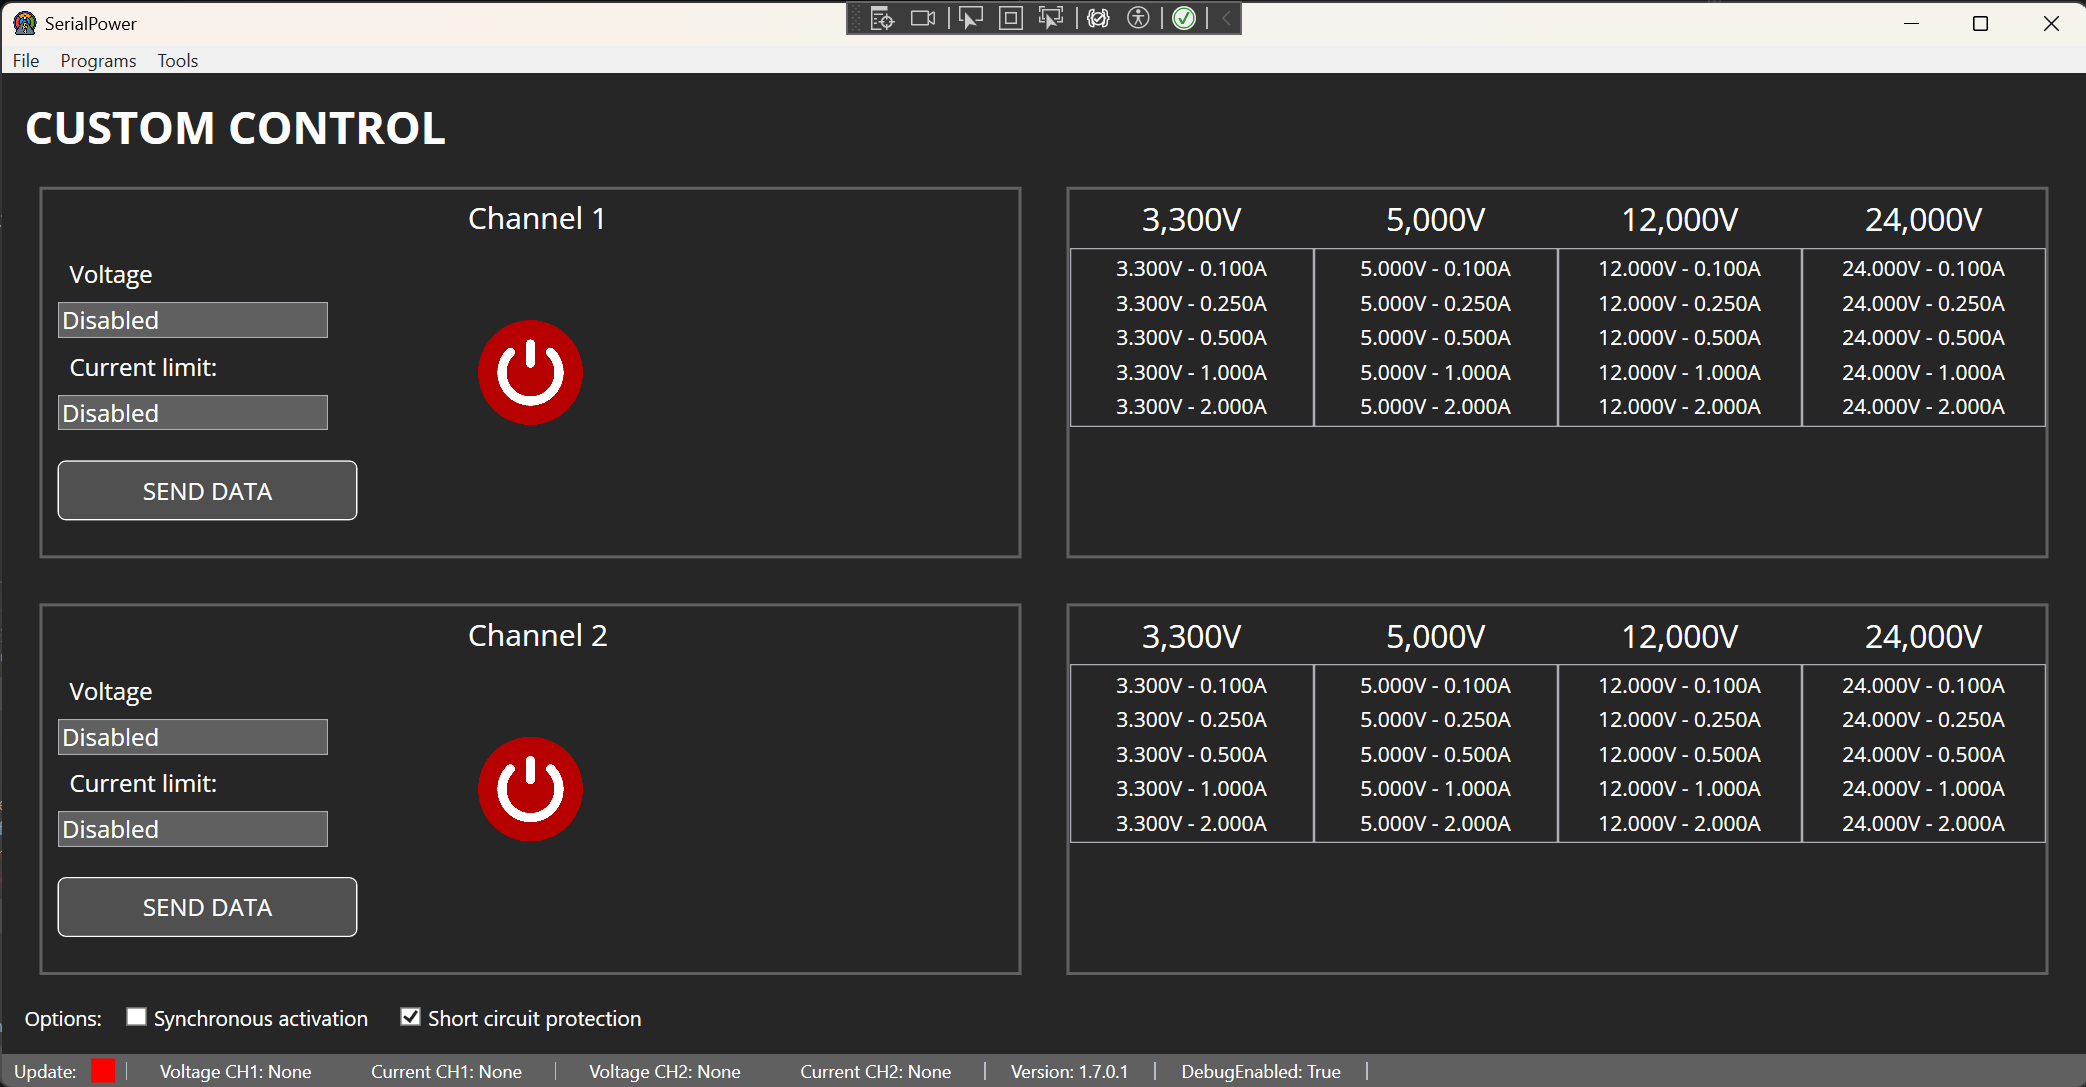 SerialPower
File Programs Tools
CUSTOM CONTROL
Channel 1
Voltage
Disabled
Current limit:
Disabled
SEND DATA
3,300V 5,000V 12,000V 24,000V
3.300V - 0.100A 5.000V - 0.100A 12.000V - 0.100A 24.000V - 0.100A
3.300V - 0.250A 5.000V - 0.250A 12.000V - 0.250A 24.000V - 0.250A
3.300V - 0.500A 5.000V - 0.500A 12.000V - 0.500A 24.000V - 0.500A
3.300V - 1.000A 5.000V - 1.000A 12.000V - 1.000A 24.000V - 1.000A
3.300V - 2.000A 5.000V - 2.000A 12.000V - 2.000A 24.000V - 2.000A
Channel 2
Voltage
Disabled
Current limit:
Disabled
SEND DATA
3,300V 5,000V 12,000V 24,000V
3.300V - 0.100A 5.000V - 0.100A 12.000V - 0.100A 24.000V - 0.100A
3.300V - 0.250A 5.000V - 0.250A 12.000V - 0.250A 24.000V - 0.250A
3.300V - 0.500A 5.000V - 0.500A 12.000V - 0.500A 24.000V - 0.500A
3.300V - 1.000A 5.000V - 1.000A 12.000V - 1.000A 24.000V - 1.000A
3.300V - 2.000A 5.000V - 2.000A 12.000V - 2.000A 24.000V - 2.000A
Options: Synchronous activation Short circuit protection
Update: | Voltage CH1: None Current CH1: None | Voltage CH2: None Current CH2: None | Version: 1.7.0.1 | DebugEnabled: True |